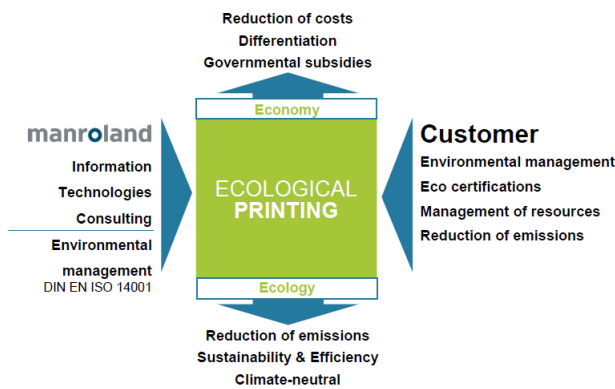 Reduction of costs
Differentiation
Governmental subsidies
Economy
manroland
Information
Technologies
Consulting
Environmental
management
DIN EN ISO 14001
ECOLOGICAL
PRINTING
Customer
Environmental management
Eco certifications
Management of resources
Reduction of emissions
Ecology
Reduction of emissions
Sustainability & Efficiency
Climate-neutral